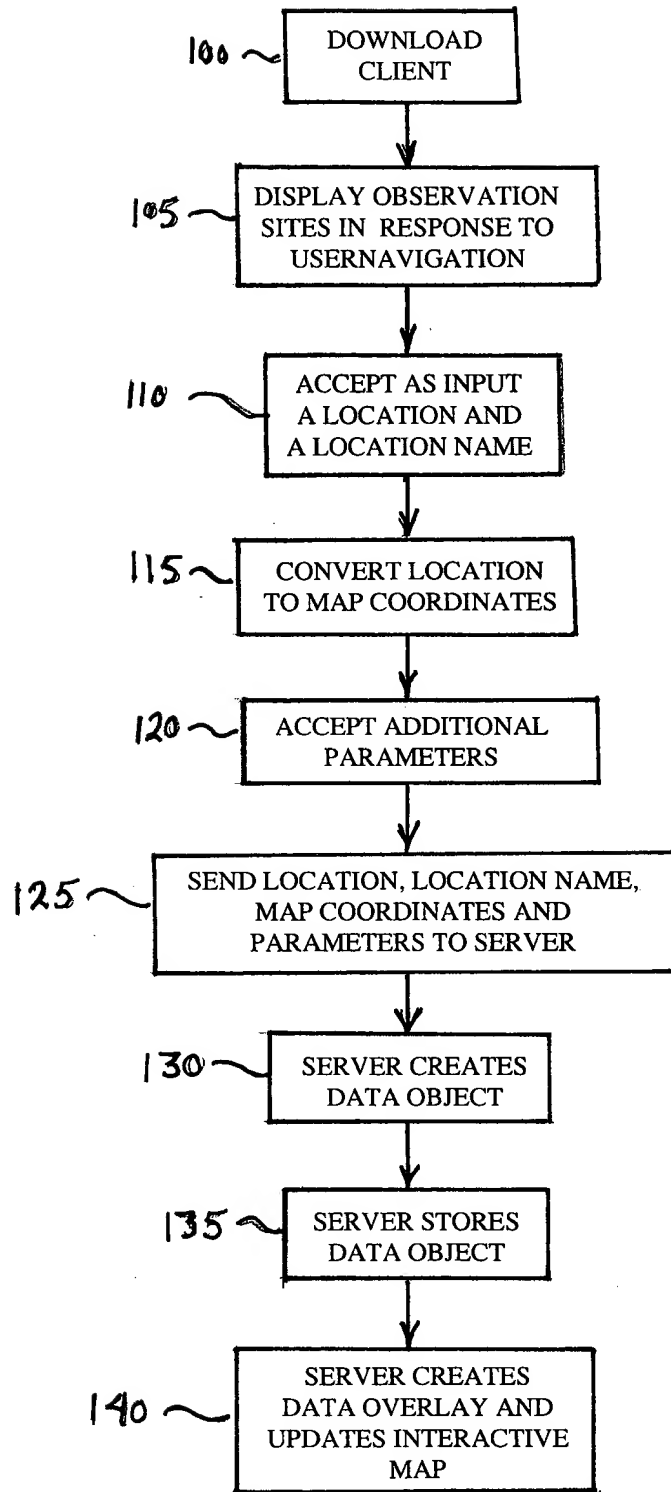 100
DOWNLOAD
CLIENT
105
DISPLAY OBSERVATION
SITES IN RESPONSE TO
USERNAVIGATION
110
ACCEPT AS INPUT
A LOCATION AND
A LOCATION NAME
115
CONVERT LOCATION
TO MAP COORDINATES
120
ACCEPT ADDITIONAL
PARAMETERS
125
SEND LOCATION, LOCATION NAME,
MAP COORDINATES AND
PARAMETERS TO SERVER
130
SERVER CREATES
DATA OBJECT
135
SERVER STORES
DATA OBJECT
140
SERVER CREATES
DATA OVERLAY AND
UPDATES INTERACTIVE
MAP